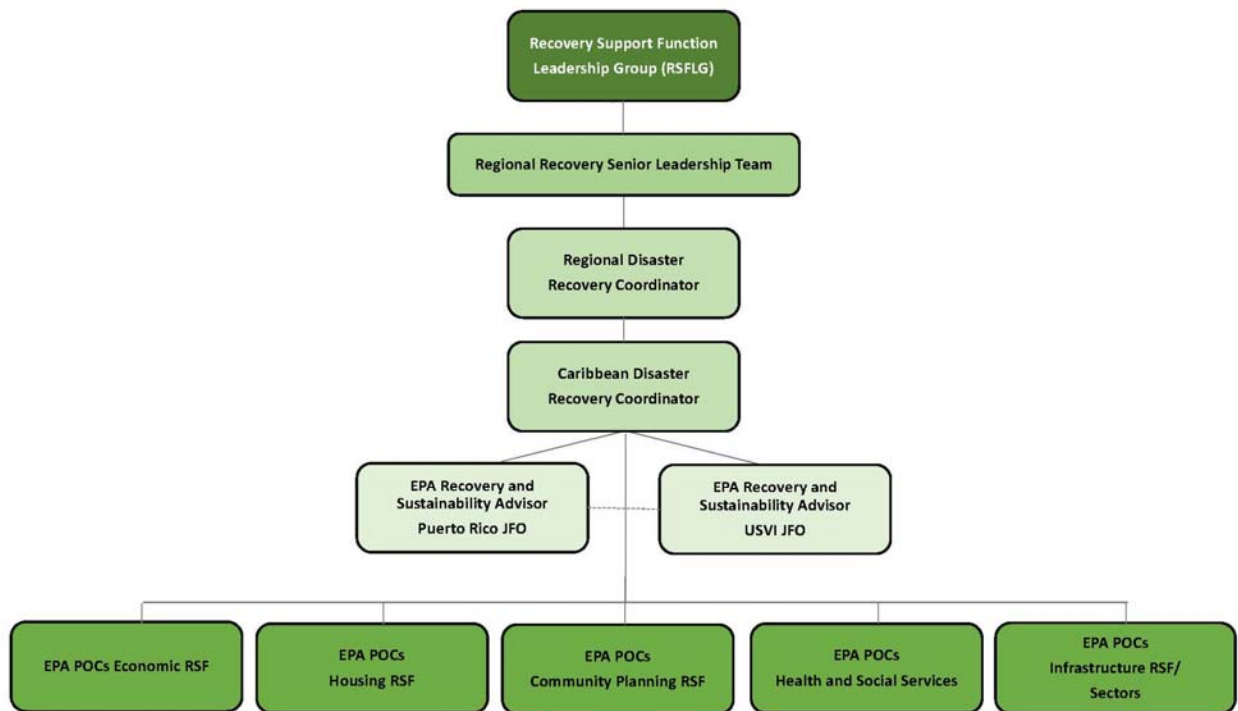 Recovery Support Function
Leadership Group (RSFLG)
Regional Recovery Senior Leadership Team
Regional Disaster
Recovery Coordinator
Caribbean Disaster
Recovery Coordinator
EPA Recovery and
Sustainability Advisor
Puerto Rico JFO
EPA Recovery and
Sustainability Advisor
USVI JFO
EPA POCs Economic RSF
EPA POCs
Housing RSF
EPA POCs
Community Planning RSF
EPA POCs
Health and Social Services
EPA POCs
Infrastructure RSF/
Sectors